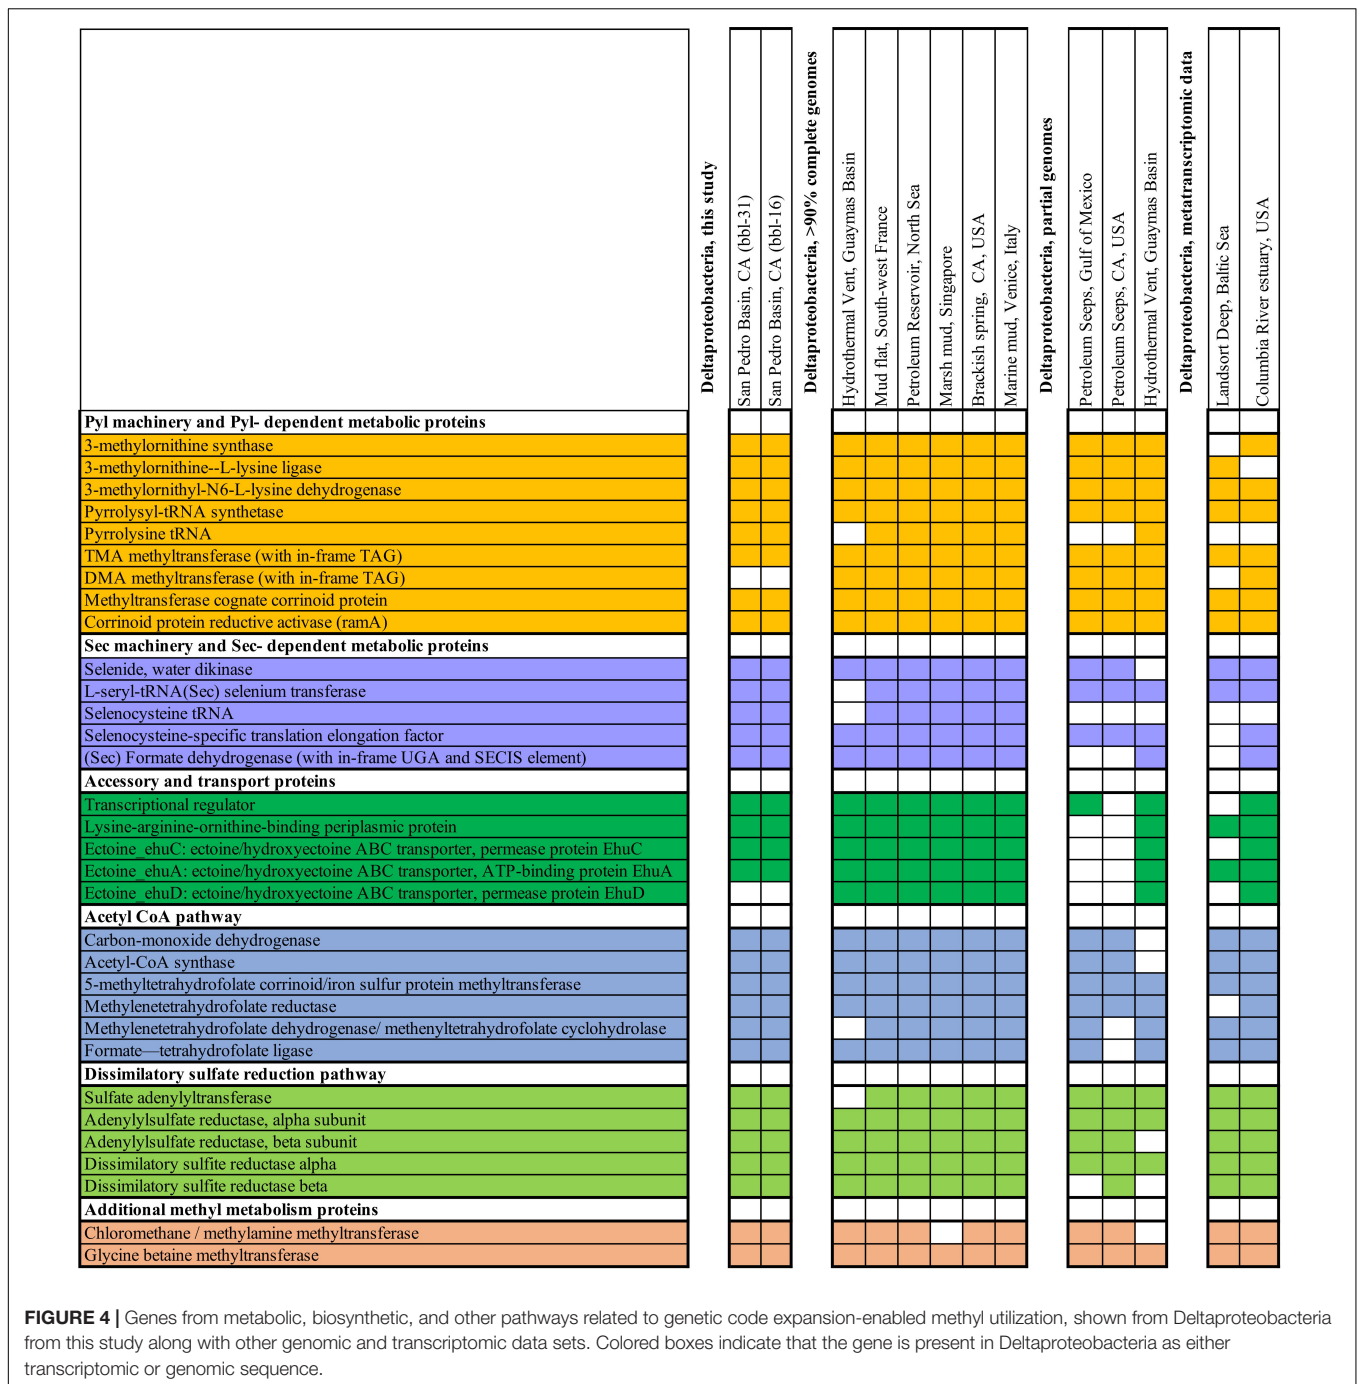 Deltaproteobacteria, this study
San Pedro Basin, CA (bbl-31)
San Pedro Basin, CA (bbl-16)
Deltaproteobacteria, >90% complete genomes
Hydrothermal Vent, Guaymas Basin
Mud flat, South-west France
Petroleum Reservoir, North Sea
Marsh mud, Singapore
Brackish spring, CA, USA
Marine mud, Venice, Italy
Deltaproteobacteria, partial genomes
Petroleum Seeps, Gulf of Mexico
Petroleum Seeps, CA, USA
Hydrothermal Vent, Guaymas Basin
Deltaproteobacteria, metatranscriptomic data
Landsort Deep, Baltic Sea
Columbia River estuary, USA
Pyl machinery and Pyl- dependent metabolic proteins
3-methylornithine synthase
3-methylornithine--L-lysine ligase
3-methylornithyl-N6-L-lysine dehydrogenase
Pyrrolysyl-tRNA synthetase
Pyrrolysine tRNA
TMA methyltransferase (with in-frame TAG)
DMA methyltransferase (with in-frame TAG)
Methyltransferase cognate corrinoid protein
Corrinoid protein reductive activase (ramA)
Sec machinery and Sec- dependent metabolic proteins
Selenide, water dikinase
L-seryl-tRNA(Sec) selenium transferase
Selenocysteine tRNA
Selenocysteine-specific translation elongation factor
(Sec) Formate dehydrogenase (with in-frame UGA and SECIS element)
Accessory and transport proteins
Transcriptional regulator
Lysine-arginine-ornithine-binding periplasmic protein
Ectoine_ehuC: ectoine/hydroxyectoine ABC transporter, permease protein EhuC
Ectoine_ehuA: ectoine/hydroxyectoine ABC transporter, ATP-binding protein EhuA
Ectoine_ehuD: ectoine/hydroxyectoine ABC transporter, permease protein EhuD
Acetyl CoA pathway
Carbon-monoxide dehydrogenase
Acetyl-CoA synthase
5-methyltetrahydrofolate corrinoid/iron sulfur protein methyltransferase
Methylenetetrahydrofolate reductase
Methylenetetrahydrofolate dehydrogenase/ methenyltetrahydrofolate cyclohydrolase
Formate—tetrahydrofolate ligase
Dissimilatory sulfate reduction pathway
Sulfate adenylyltransferase
Adenylylsulfate reductase, alpha subunit
Adenylylsulfate reductase, beta subunit
Dissimilatory sulfite reductase alpha
Dissimilatory sulfite reductase beta
Additional methyl metabolism proteins
Chloromethane / methylamine methyltransferase
Glycine betaine methyltransferase
FIGURE 4 | Genes from metabolic, biosynthetic, and other pathways related to genetic code expansion-enabled methyl utilization, shown from Deltaproteobacteria
from this study along with other genomic and transcriptomic data sets. Colored boxes indicate that the gene is present in Deltaproteobacteria as either
transcriptomic or genomic sequence.